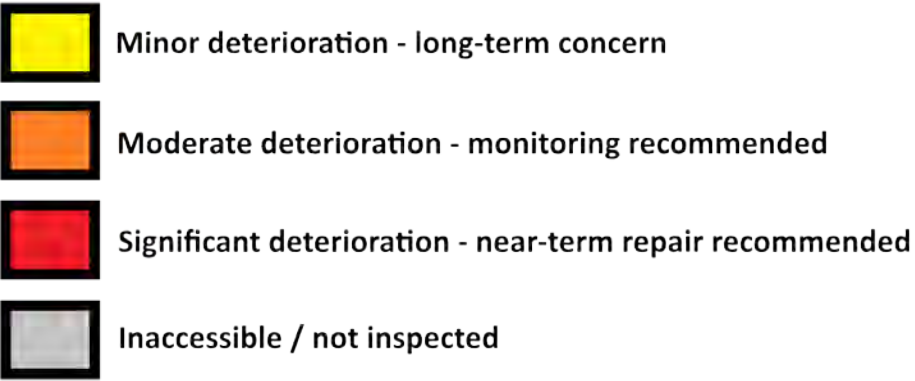 Minor deterioration - long-term concern
Moderate deterioration - monitoring recommended
Significant deterioration - near-term repair recommended
Inaccessible / not inspected